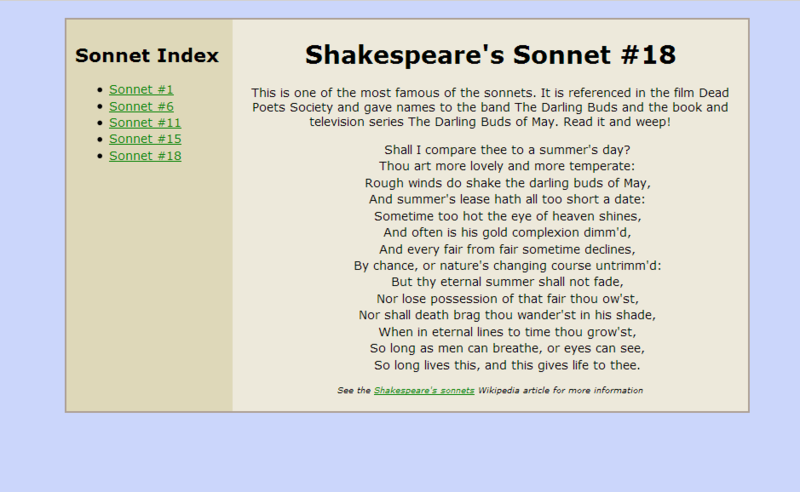 Sonnet Index
Sonnet #1
Sonnet #6
Sonnet #11
Sonnet #15
Sonnet #18
Shakespeare's Sonnet #18
This is one of the most famous of the sonnets. It is referenced in the film Dead
Poets Society and gave names to the band The Darling Buds and the book and
television series The Darling Buds of May. Read it and weep!
Shall I compare thee to a summer's day?
Thou art more lovely and more temperate:
Rough winds do shake the darling buds of May,
And summer's lease hath all too short a date:
Sometime too hot the eye of heaven shines,
And often is his gold complexion dimm'd,
And every fair from fair sometime declines,
By chance, or nature's changing course untrimm'd:
But thy eternal summer shall not fade,
Nor lose possession of that fair thou ow'st,
Nor shall death brag thou wander'st in his shade,
When in eternal lines to time thou grow'st,
So long as men can breathe, or eyes can see,
So long lives this, and this gives life to thee.
See the Shakespeare's sonnets Wikipedia article for more information